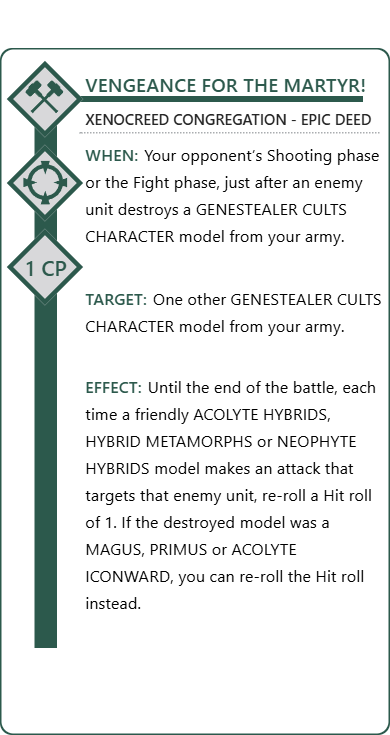 VENGEANCE FOR THE MARTYR!
XENOCREED CONGREGATION - EPIC DEED
WHEN: Your opponent's Shooting phase
or the Fight phase, just after an enemy
unit destroys a GENESTEALER CULTS
CHARACTER model from your army.
1 CP
TARGET: One other GENESTEALER CULTS
CHARACTER model from your army.
EFFECT: Until the end of the battle, each
time a friendly ACOLYTE HYBRIDS,
HYBRID METAMORPHS or NEOPHYTE
HYBRIDS model makes an attack that
targets that enemy unit, re-roll a Hit roll
of 1. If the destroyed model was a
MAGUS, PRIMUS or ACOLYTE
ICONWARD, you can re-roll the Hit roll
instead.